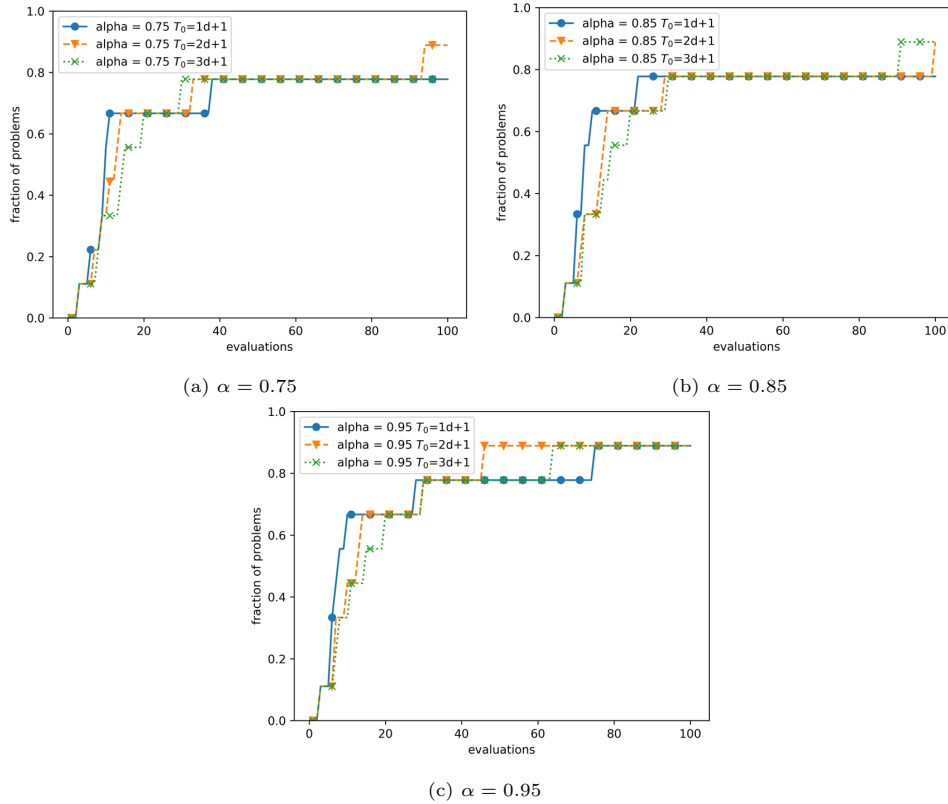 alpha = 0.75 T₀=1d+1
alpha = 0.75 T₀=2d+1
alpha = 0.75 T₀=3d+1
fraction of problems
1.0
0.8
0.6
0.4
0.2
0.0
0 20 40 60 80 100
evaluations
(a) α = 0.75
alpha = 0.85 T₀=1d+1
alpha = 0.85 T₀=2d+1
alpha = 0.85 T₀=3d+1
fraction of problems
1.0
0.8
0.6
0.4
0.2
0.0
0 20 40 60 80 100
evaluations
(b) α = 0.85
alpha = 0.95 T₀=1d+1
alpha = 0.95 T₀=2d+1
alpha = 0.95 T₀=3d+1
fraction of problems
1.0
0.8
0.6
0.4
0.2
0.0
0 20 40 60 80 100
evaluations
(c) α = 0.95